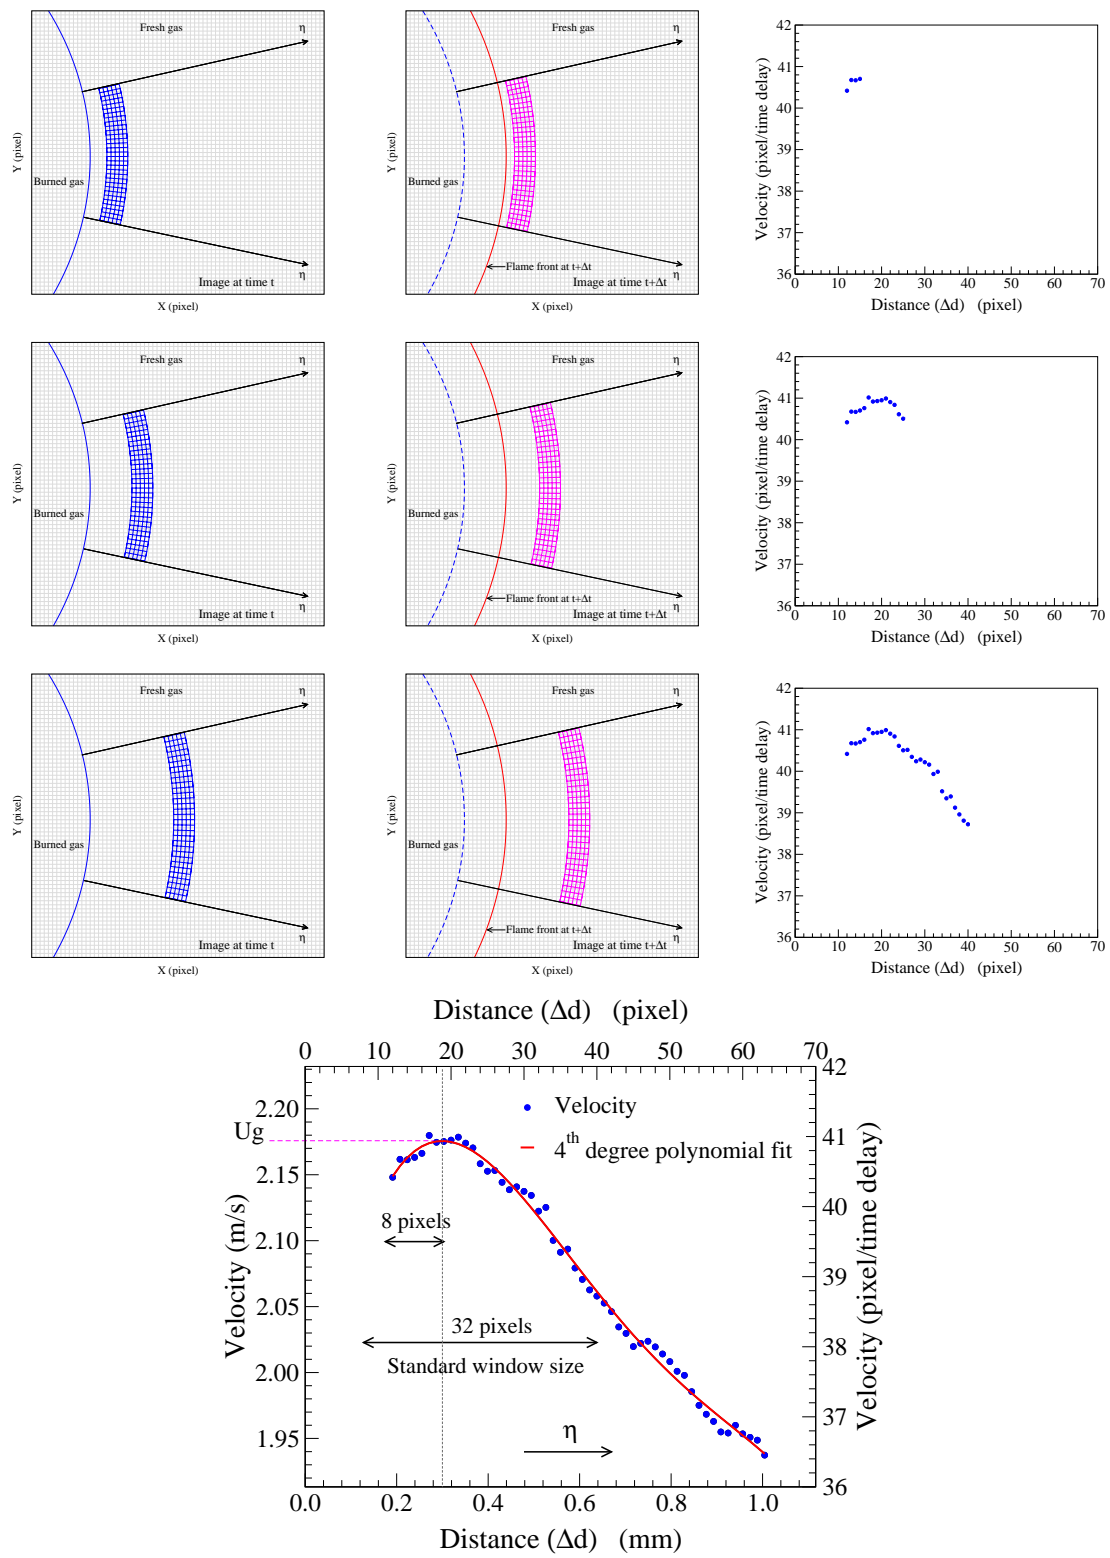 Fresh gas
η
Y (pixel)
Burned gas
η
Image at time t
X (pixel)
Fresh gas
η
Y (pixel)
Burned gas
Flame front at t+Δt
η
Image at time t+Δt
X (pixel)
42
41
40
39
38
37
36
Velocity (pixel/time delay)
0 10 20 30 40 50 60 70
Distance (Δd) (pixel)
Fresh gas
η
Y (pixel)
Burned gas
η
Image at time t
X (pixel)
Fresh gas
η
Y (pixel)
Burned gas
Flame front at t+Δt
η
Image at time t+Δt
X (pixel)
42
41
40
39
38
37
36
Velocity (pixel/time delay)
0 10 20 30 40 50 60 70
Distance (Δd) (pixel)
Fresh gas
η
Y (pixel)
Burned gas
η
Image at time t
X (pixel)
Fresh gas
η
Y (pixel)
Burned gas
Flame front at t+Δt
η
Image at time t+Δt
X (pixel)
42
41
40
39
38
37
36
Velocity (pixel/time delay)
0 10 20 30 40 50 60 70
Distance (Δd) (pixel)
Distance (Δd) (pixel)
0 10 20 30 40 50 60 70
2.20
2.15
2.10
2.05
2.00
1.95
Ug
Velocity (m/s)
Velocity
4th degree polynomial fit
8 pixels
32 pixels
Standard window size
η
42
41
40
39
38
37
36
Velocity (pixel/time delay)
0.0 0.2 0.4 0.6 0.8 1.0
Distance (Δd) (mm)